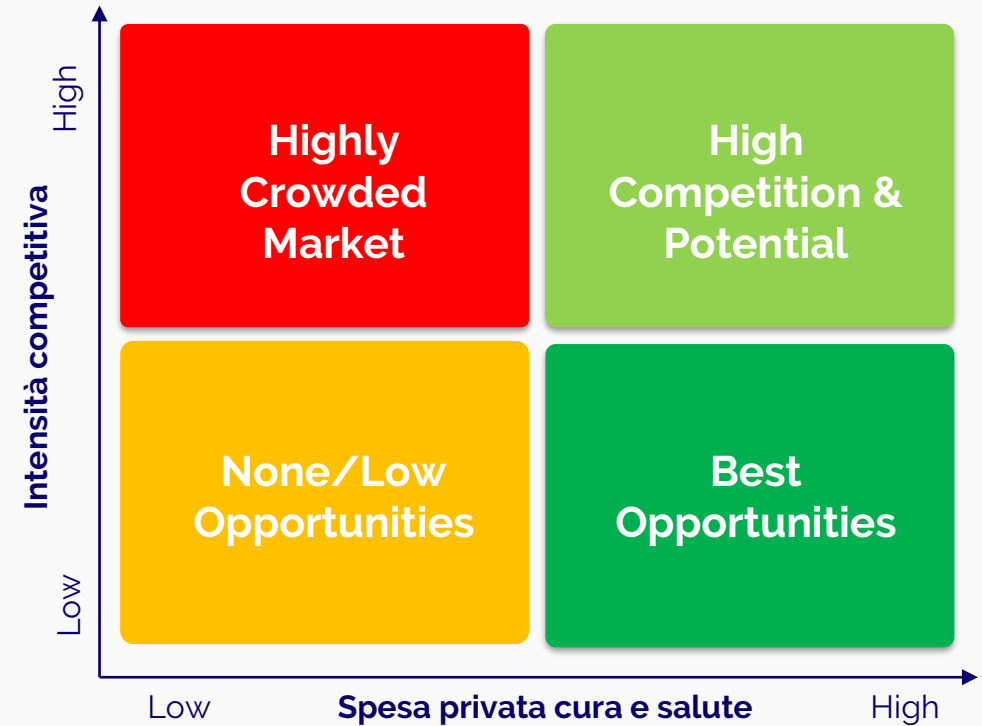 High
Intensità competitiva
Low
Highly
Crowded
Market
High
Competition &
Potential
None/Low
Opportunities
Best
Opportunities
Low
Spesa privata cura e salute
High